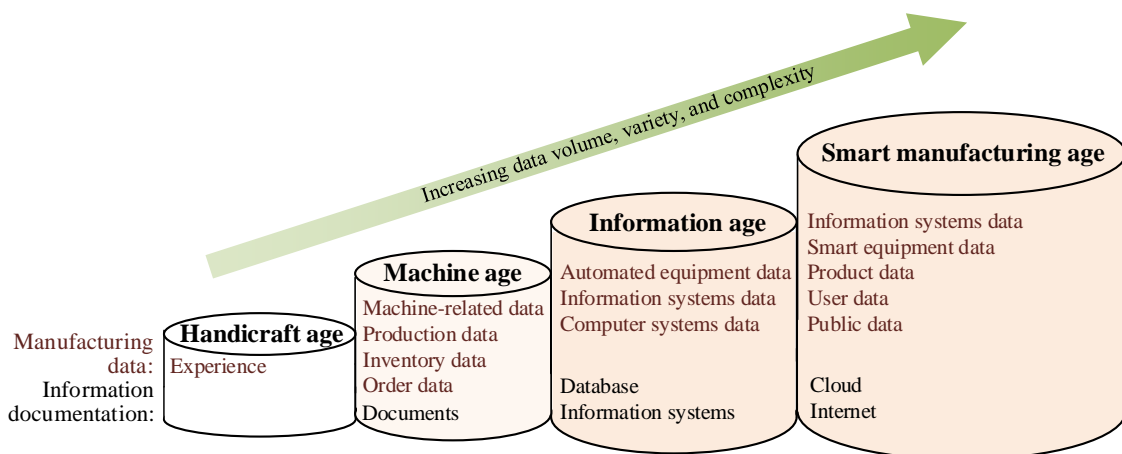 Increasing data volume, variety, and complexity
Manufacturing
data:
Information
documentation:
Handicraft age
Experience
Machine age
Machine-related data
Production data
Inventory data
Order data
Documents
Information age
Automated equipment data
Information systems data
Computer systems data
Database
Information systems
Smart manufacturing age
Information systems data
Smart equipment data
Product data
User data
Public data
Cloud
Internet